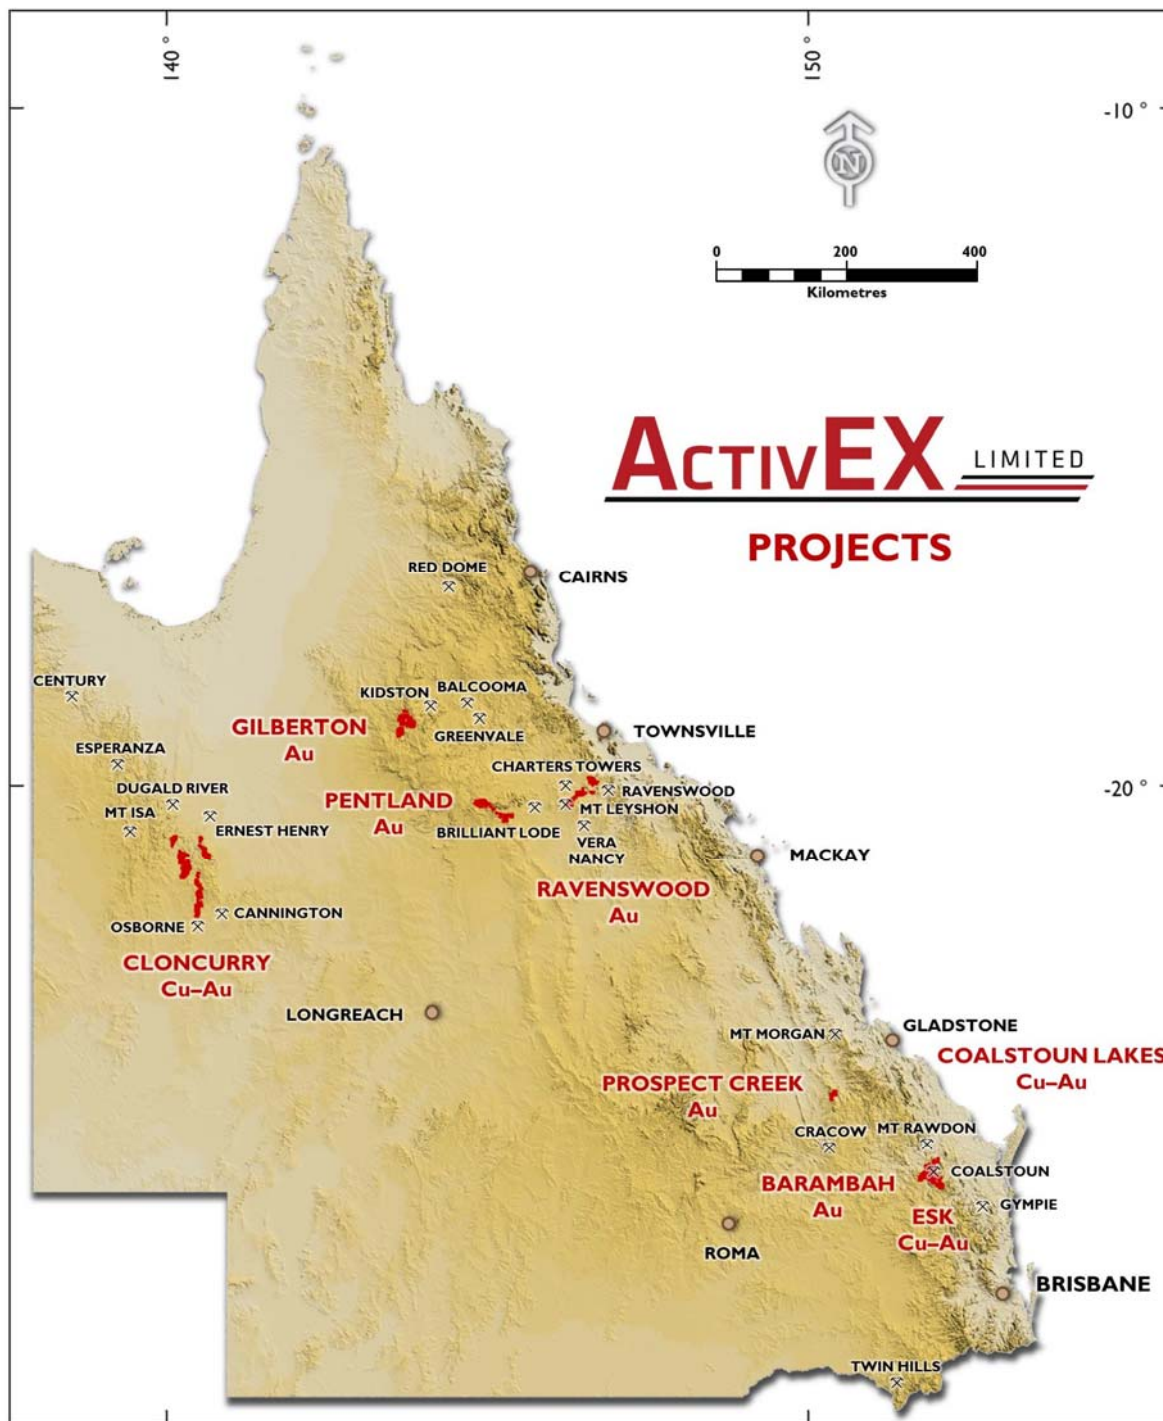 140 °
150 °
-10 °
N
0 200 400
Kilometres
ACTIVEX LIMITED
PROJECTS
RED DOME
CAIRNS
CENTURY
KIDSTON
BALCOOMA
GILBERTON
Au
GREENVALE
TOWNSVILLE
ESPERANZA
CHARTERS TOWERS
-20 °
DUGALD RIVER
RAVENSWOOD
PENTLAND
Au
MT LEYSHON
MT ISA
ERNEST HENRY
BRILLIANT LODE
VERA
NANCY
MACKAY
RAVENSWOOD
Au
CANNINGTON
OSBORNE
CLONCURRY
Cu–Au
LONGREACH
GLADSTONE
MT MORGAN
COALSTOUN LAKES
Cu–Au
PROSPECT CREEK
Au
MT RAWDON
CRACOW
COALSTOUN
BARAMBAH
Au
GYMPIE
ESK
Cu–Au
ROMA
BRISBANE
TWIN HILLS